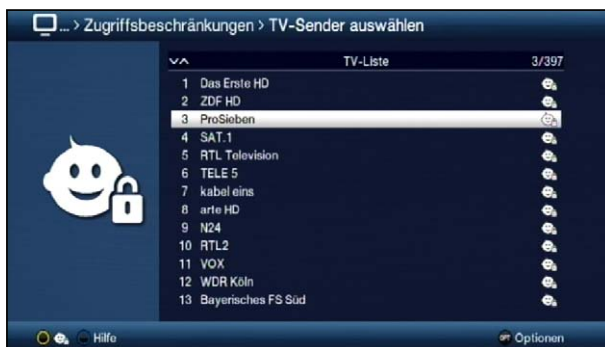 ... > Zugriffsbeschränkungen > TV-Sender auswählen
TV-Liste 3/397
1 Das Erste HD
2 ZDF HD
3 ProSieben
4 SAT.1
5 RTL Television
6 TELE 5
7 kabel eins
8 arte HD
9 N24
10 RTL2
11 VOX
12 WDR Köln
13 Bayerisches FS Süd
Hilfe OPT Optionen